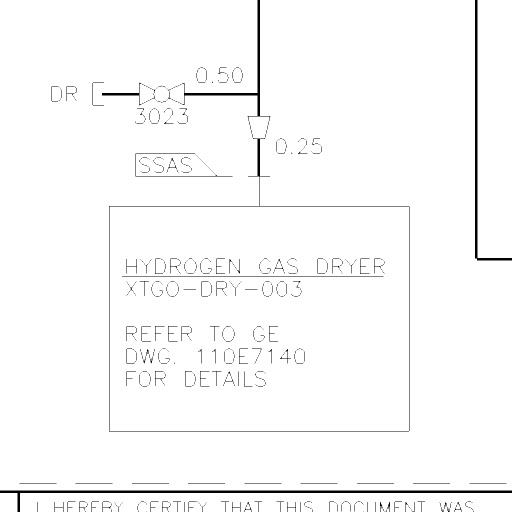 0.50
DR
3023
0.25
SSAS
HYDROGEN GAS DRYER
XTGO-DRY-003
REFER TO GE
DWG. 110E7140
FOR DETAILS
I HEREBY CERTIFY THAT THIS DOCUMENT WAS